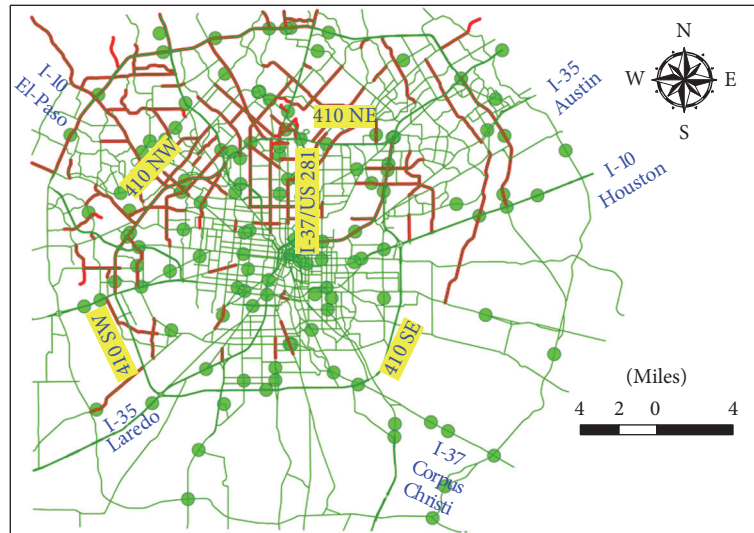 N
W E
S
I-10
El-Paso
I-35
Austin
410 NE
410 NW
I-10
Houston
I-37/US 281
410 SW
410 SE
(Miles)
4 2 0 4
I-35
Laredo
I-37
Corpus
Christi